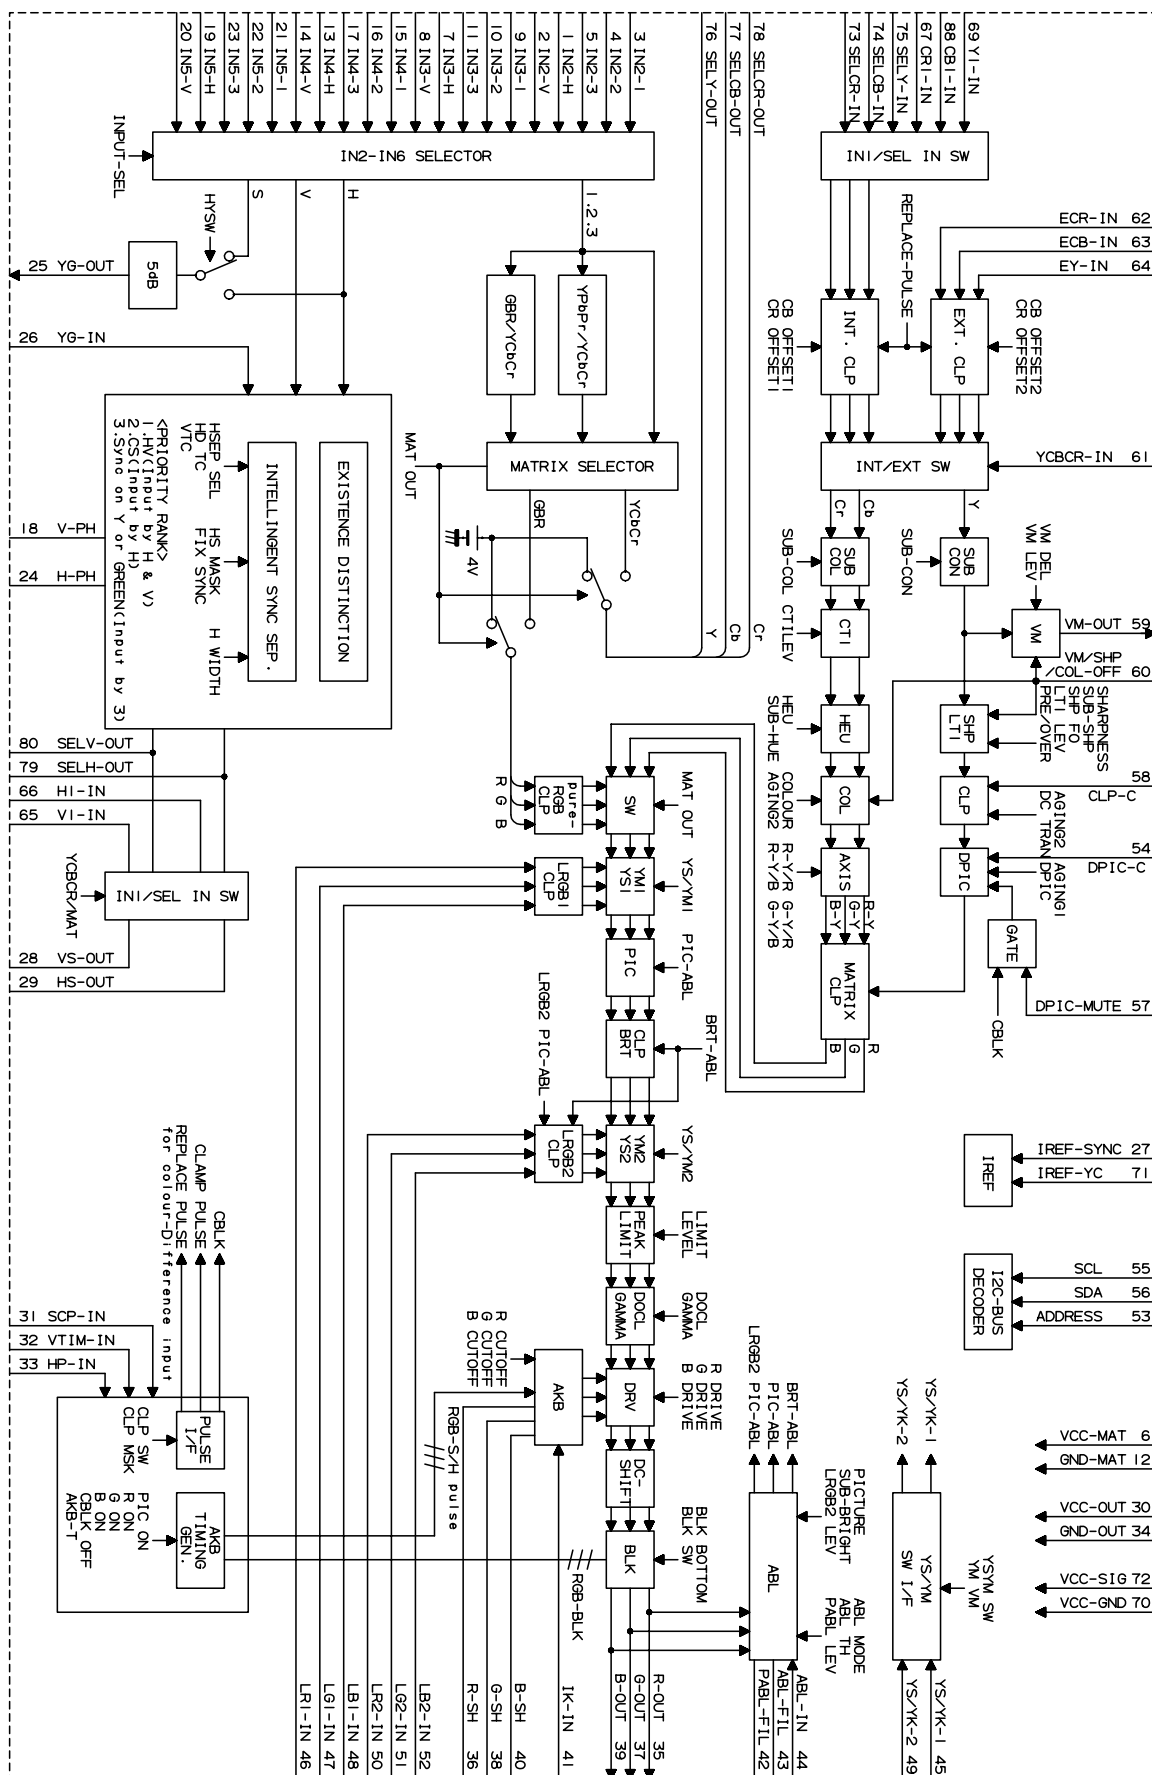 20 IN5-V
19 IN5-H
23 IN5-3
22 IN5-2
21 IN5-1
14 IN4-V
13 IN4-H
17 IN4-3
16 IN4-2
15 IN4-1
8 IN3-V
7 IN3-H
11 IN3-3
10 IN3-2
9 IN3-1
2 IN2-V
1 IN2-H
5 IN2-3
4 IN2-2
3 IN2-1
76 SELY-OUT
77 SELCB-OUT
78 SELCR-OUT
73 SELCR-IN
74 SELCB-IN
75 SELY-IN
67 CR1-IN
88 CB1-IN
69 Y1-IN
INPUT-SEL
IN2-IN6 SELECTOR
IN1/SEL IN SW
S
V
H
1.2.3
HYSW
5dB
25 YG-OUT
26 YG-IN
GBR/YCbCr
YPbPr/YCbCr
REPLACE-PULSE
ECR-IN 62
ECB-IN 63
EY-IN 64
INT. CLP
EXT. CLP
CB OFFSET1
CR OFFSET1
CB OFFSET2
CR OFFSET2
MAT OUT
MATRIX SELECTOR
INT/EXT SW
YCBCR-IN 61
GBR
YCbCr
4V
Cr
Cb
Y
<PRIORITY RANK>
1.HV(Input by H & V)
2.CS(Input by H)
3.Sync on Y or GREEN(Input by 3)
HSEP SEL
HD TC
VTC
HS MASK
FIX SYNC
H WIDTH
INTELLINGENT SYNC SEP.
EXISTENCE DISTINCTION
18 V-PH
24 H-PH
80 SELV-OUT
79 SELH-OUT
66 H1-IN
65 V1-IN
YCBCR/MAT
IN1/SEL IN SW
28 VS-OUT
29 HS-OUT
Y
Cb
Cr
SUB-COL
SUB
COL
SUB-CON
SUB
CON
VM DEL
VM LEV
VM
VM-OUT 59
VM/SHP
/COL-OFF 60
CTILEV
CTI
HEU
SUB-HUE
HEU
SHP
LTI
SHARPNESS
SUB-SHP
SHP FO
LTI LEV
PRE/OVER
COLOUR
AGING2
COL
CLP
58
CLP-C
AGING2
DC TRAN
R-Y/R G-Y/R
R-Y/B G-Y/B
AXIS
DPIC
54
DPIC-C
AGING1
DPIC
R-Y
G-Y
B-Y
GATE
CBLK
DPIC-MUTE 57
MATRIX
CLP
R
G
B
R
G
B
pure-
RGB
CLP
SW
MAT OUT
LRGB1
CLP
YM1
YS1
YS/YM1
PIC
PIC-ABL
CLP
BRT
BRT-ABL
LRGB2 PIC-ABL
LRGB2
CLP
YM2
YS2
YS/YM2
PEAK
LIMIT
LIMIT
LEVEL
DOCL
GAMMA
DOCL
GAMMA
R CUTOFF
G CUTOFF
B CUTOFF
AKB
DRV
R DRIVE
G DRIVE
B DRIVE
DC-
SHIFT
BLK
BLK BOTTOM
BLK SW
RGB-S/H pulse
RGB-BLK
IREF
IREF-SYNC 27
IREF-YC 71
I2C-BUS
DECODER
SCL 55
SDA 56
ADDRESS 53
CBLK
CLAMP PULSE
REPLACE PULSE
for colour-Difference input
31 SCP-IN
32 VTIM-IN
33 HP-IN
CLP SW
CLP MSK
PULSE
I/F
PIC ON
R ON
G ON
B ON
CBLK OFF
AKB-T
AKB
TIMING
GEN.
LRGB2 PIC-ABL
PIC-ABL
BRT-ABL
PICTURE
SUB-BRIGHT
LRGB2 LEV
ABL
ABL MODE
ABL TH
PABL LEV
YS/YK-2
YS/YK-1
YS/YM
SW I/F
YSYM SW
YM VM
VCC-MAT 6
GND-MAT 12
VCC-OUT 30
GND-OUT 34
VCC-SIG 72
VCC-GND 70
LR1-IN 46
LG1-IN 47
LB1-IN 48
LR2-IN 50
LG2-IN 51
LB2-IN 52
R-SH 36
G-SH 38
B-SH 40
IK-IN 41
B-OUT 39
G-OUT 37
R-OUT 35
PABL-FIL 42
ABL-FIL 43
ABL-IN 44
YS/YK-2 49
YS/YK-1 45